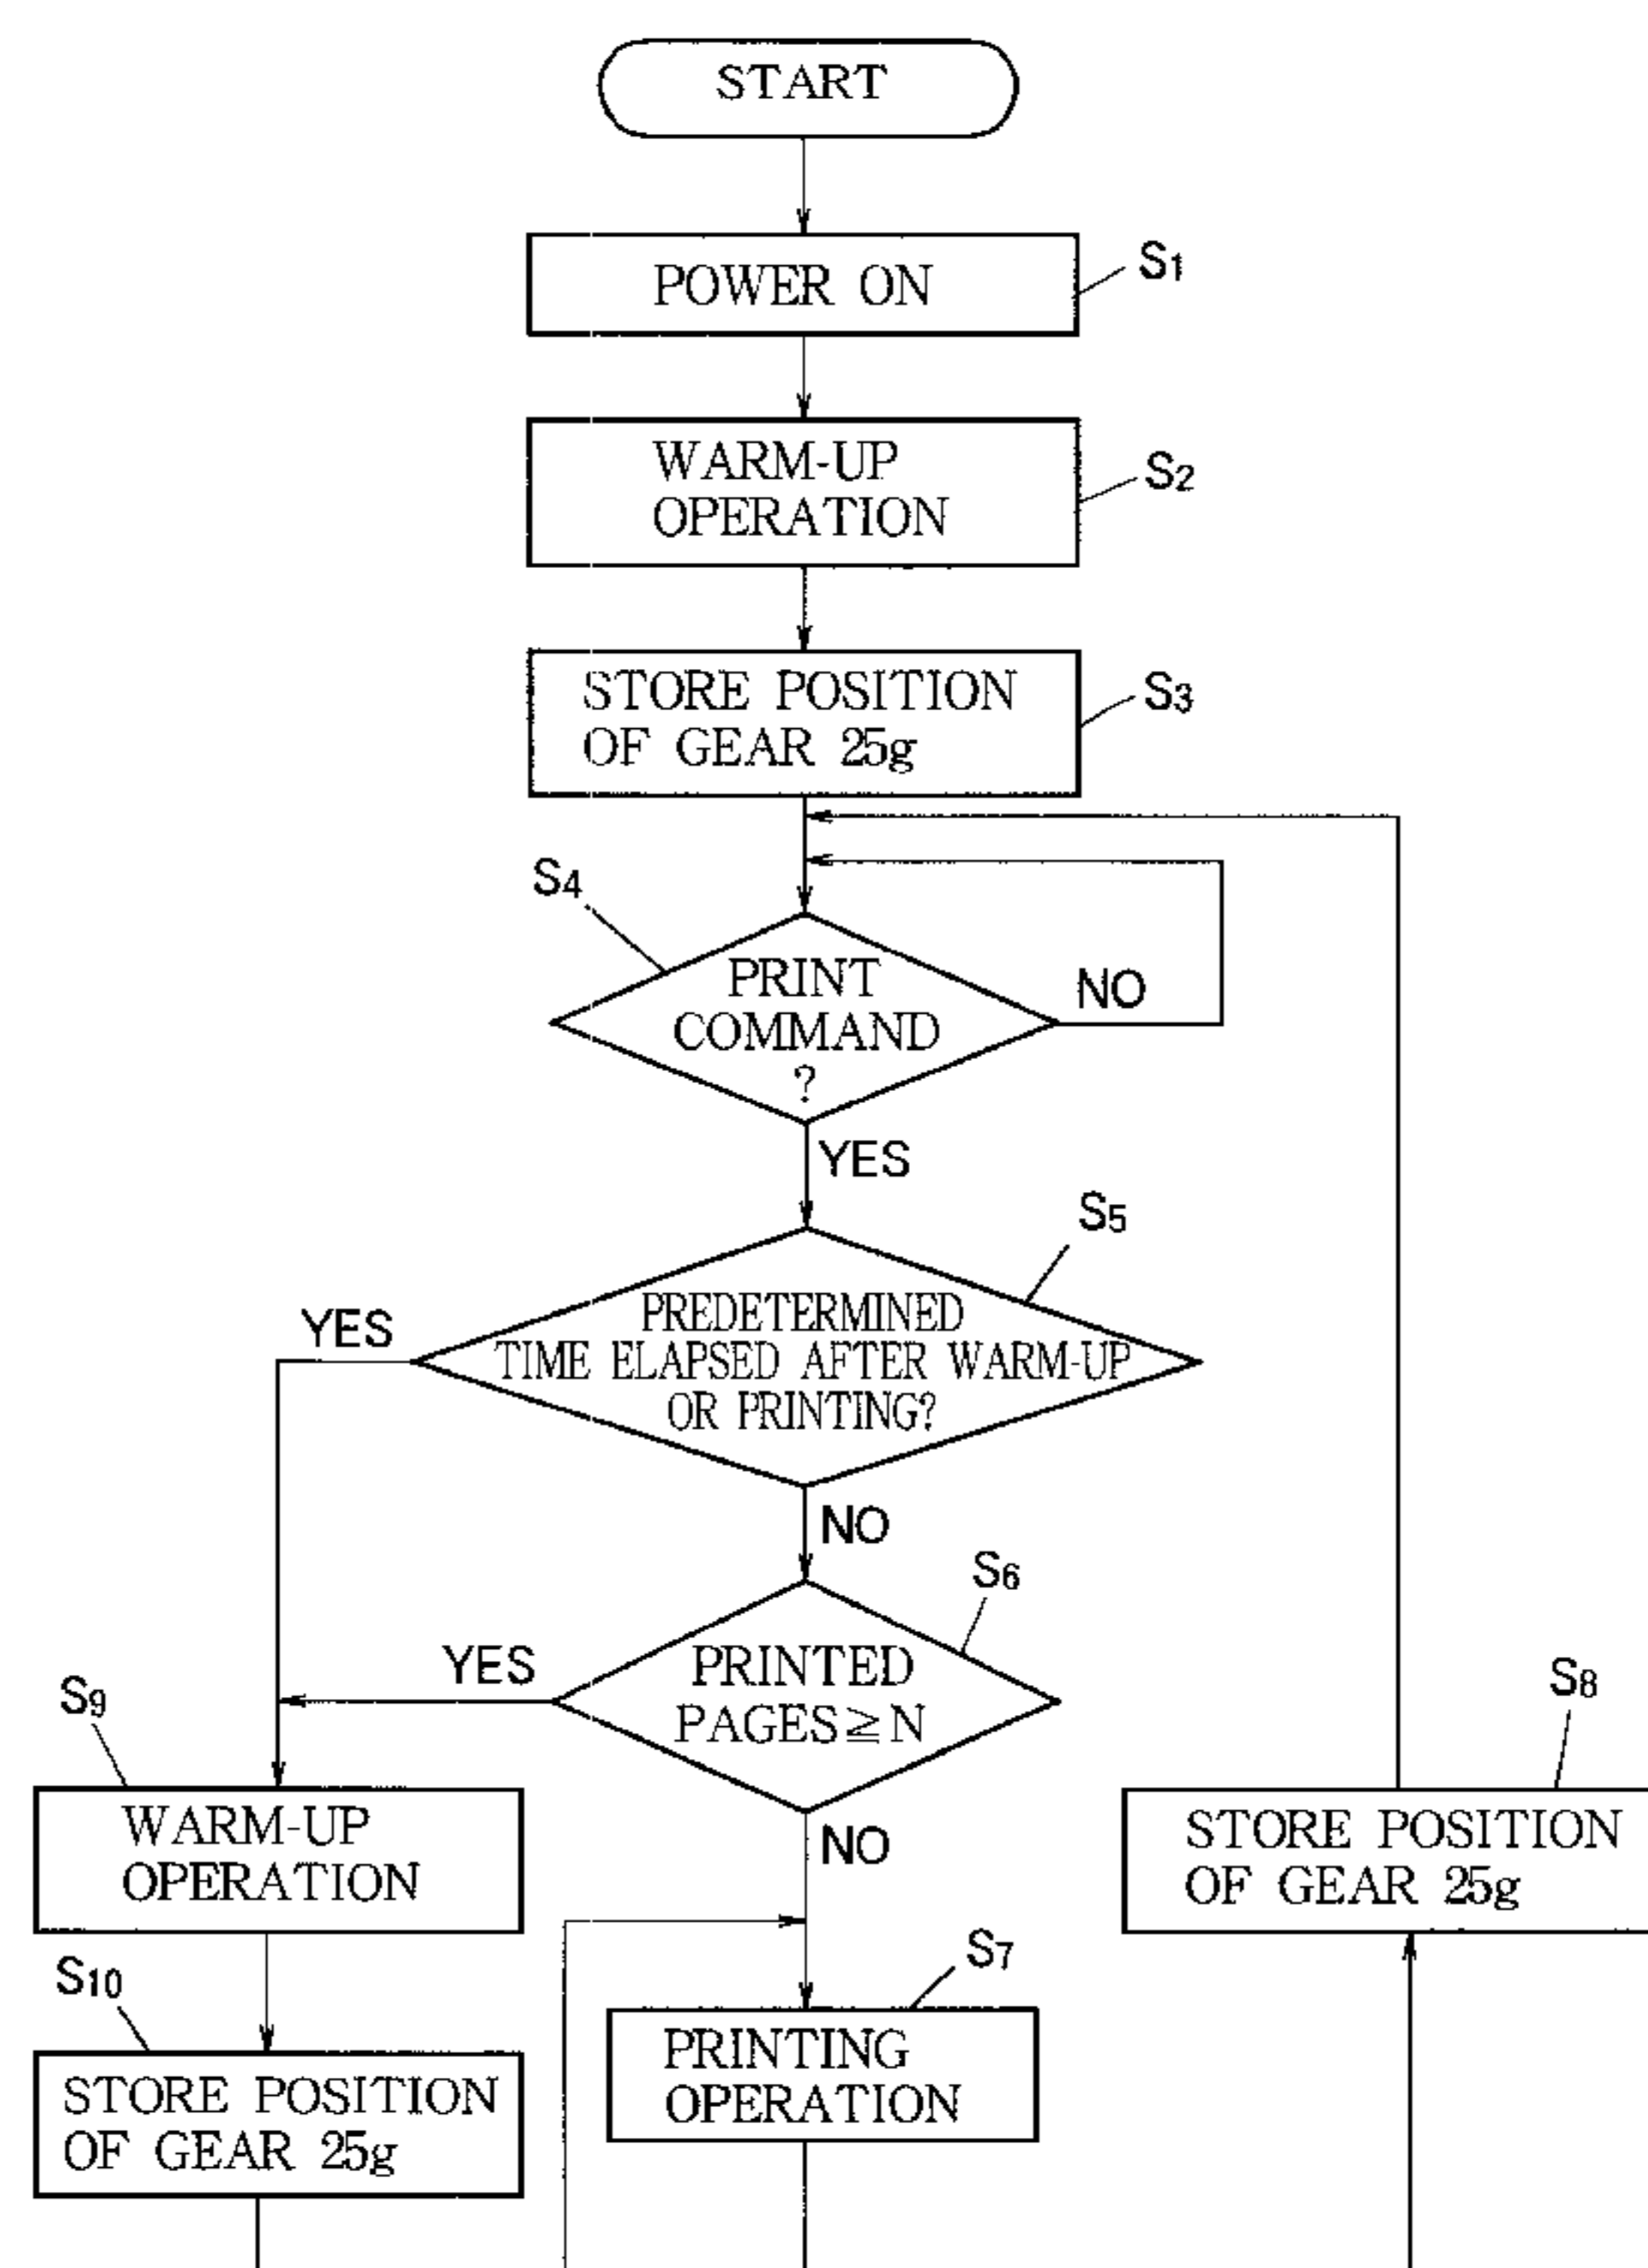 START
POWER ON
S1
WARM-UP
OPERATION
S2
STORE POSITION
OF GEAR 25g
S3
S4
PRINT
COMMAND
?
NO
YES
S5
PREDETERMINED
TIME ELAPSED AFTER WARM-UP
OR PRINTING?
YES
NO
S6
PRINTED
PAGES≧N
YES
NO
S9
WARM-UP
OPERATION
S8
STORE POSITION
OF GEAR 25g
S7
PRINTING
OPERATION
S10
STORE POSITION
OF GEAR 25g